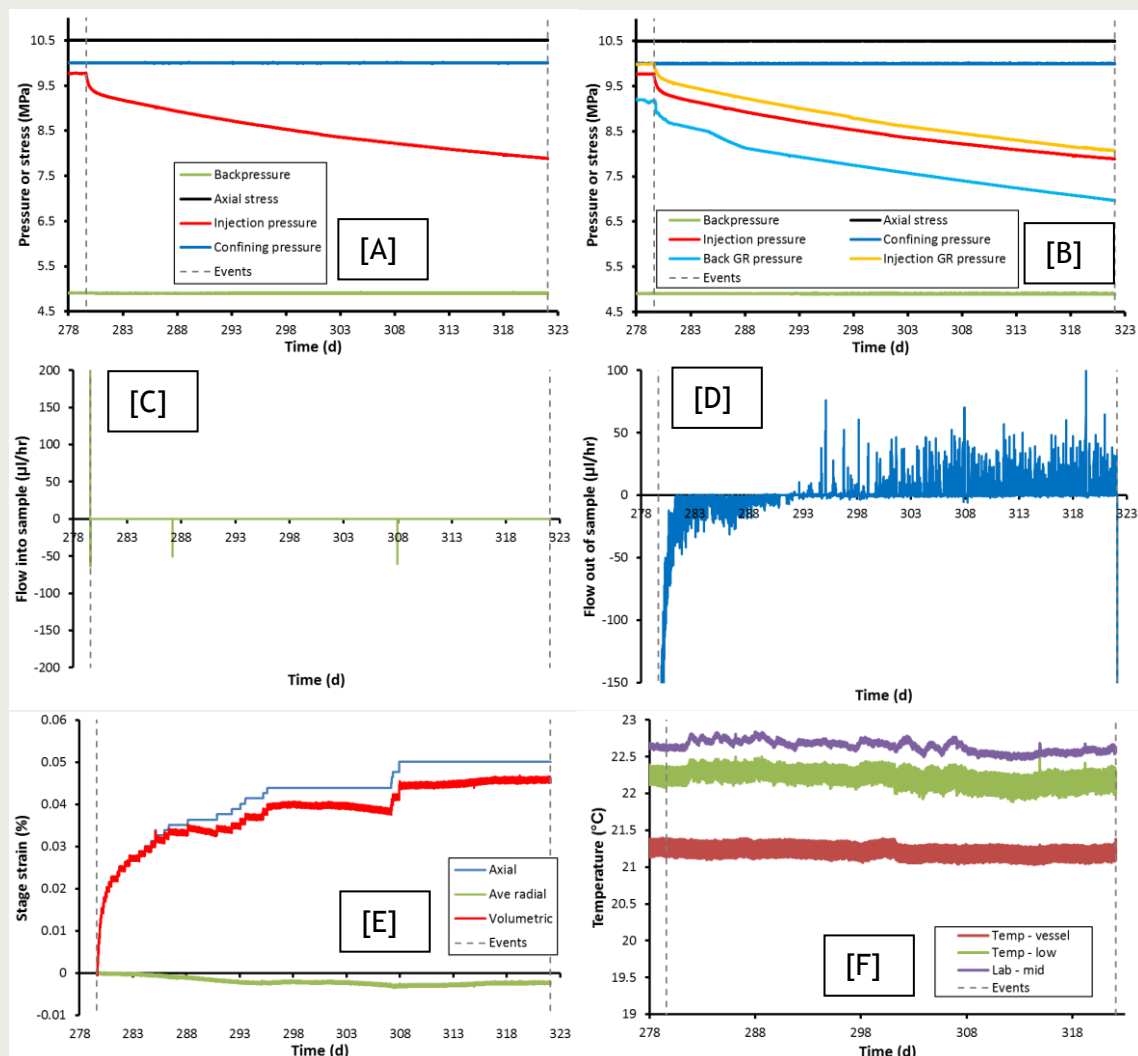 10.5
9.5
8.5
7.5
6.5
5.5
4.5
Pressure or stress (MPa)
Backpressure
Axial stress
Injection pressure
Confining pressure
Events
[A]
278 283 288 293 298 303 308 313 318 323
Time (d)
10.5
9.5
8.5
7.5
6.5
5.5
4.5
Pressure or stress (MPa)
Backpressure Axial stress
Injection pressure Confining pressure
Back GR pressure Injection GR pressure
Events
[B]
278 283 288 293 298 303 308 313 318 323
Time (d)
200
150
100
50
0
-50
-100
-150
-200
Flow into sample (µl/hr)
[C]
278 283 288 293 298 303 308 313 318 323
Time (d)
100
50
0
-50
-100
-150
Flow out of sample (µl/hr)
[D]
278 283 288 293 298 303 308 313 318 323
Time (d)
0.06
0.05
0.04
0.03
0.02
0.01
0
-0.01
Stage strain (%)
Axial
Ave radial
Volumetric
Events
[E]
278 283 288 293 298 303 308 313 318 323
Time (d)
23
22.5
22
21.5
21
20.5
20
19.5
19
Temperature (°C)
Temp - vessel
Temp - low
Lab - mid
Events
[F]
278 283 288 293 298 303 308 313 318
Time (d)